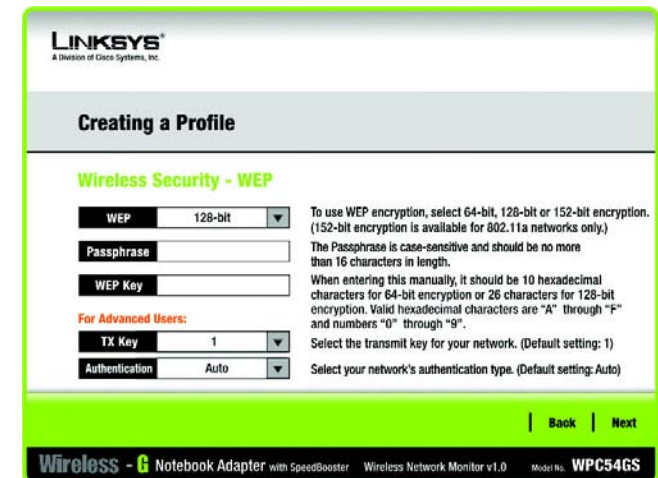 LINKSYS®
A Division of Cisco Systems, Inc.
Creating a Profile
Wireless Security - WEP
WEP 128-bit
To use WEP encryption, select 64-bit, 128-bit or 152-bit encryption.
(152-bit encryption is available for 802.11a networks only.)
Passphrase
The Passphrase is case-sensitive and should be no more
than 16 characters in length.
WEP Key
When entering this manually, it should be 10 hexadecimal
characters for 64-bit encryption or 26 characters for 128-bit
encryption. Valid hexadecimal characters are "A" through "F"
and numbers "0" through "9".
For Advanced Users:
TX Key 1
Select the transmit key for your network. (Default setting: 1)
Authentication Auto
Select your network's authentication type. (Default setting: Auto)
Back Next
Wireless - G Notebook Adapter with SpeedBooster Wireless Network Monitor v1.0 Model No. WPC54GS